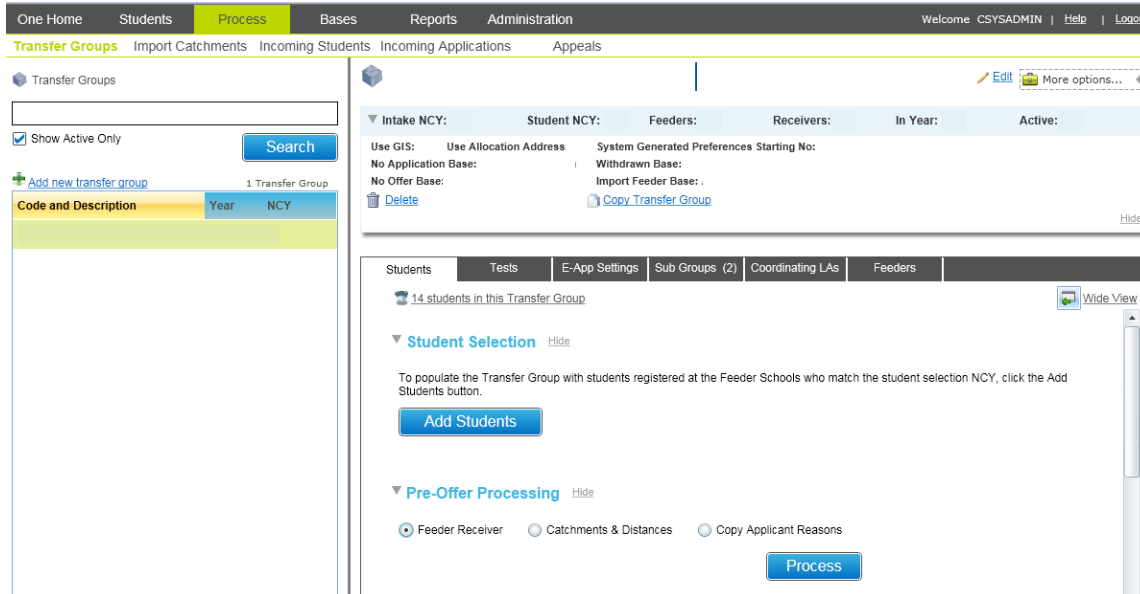 One Home Students Process Bases Reports Administration Welcome CSYSADMIN | Help | Logo
Transfer Groups Import Catchments Incoming Students Incoming Applications Appeals
Transfer Groups
Edit More options...
Show Active Only
Search
Add new transfer group 1 Transfer Group
Code and Description Year NCY
Intake NCY: Student NCY: Feeders: Receivers: In Year: Active:
Use GIS: Use Allocation Address System Generated Preferences Starting No:
No Application Base: Withdrawn Base:
No Offer Base: Import Feeder Base:
Delete Copy Transfer Group
Hide
Students Tests E-App Settings Sub Groups (2) Coordinating LAs Feeders
14 students in this Transfer Group Wide View
Student Selection Hide
To populate the Transfer Group with students registered at the Feeder Schools who match the student selection NCY, click the Add
Students button.
Add Students
Pre-Offer Processing Hide
Feeder Receiver Catchments & Distances Copy Applicant Reasons
Process